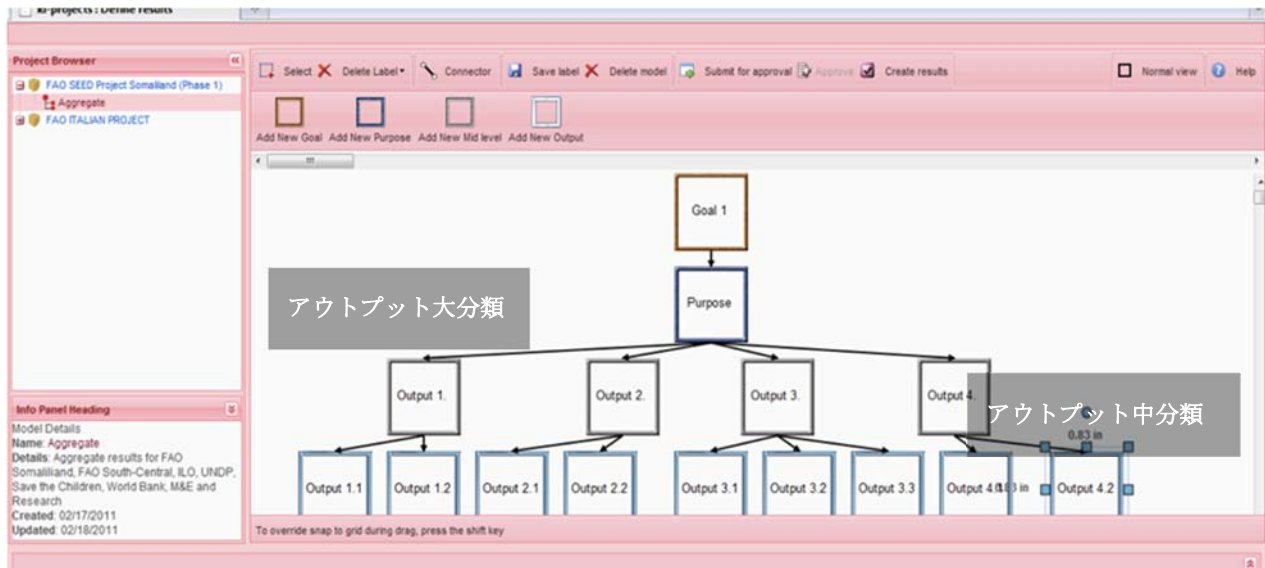 ki-projects : Define results
Project Browser
FAO SEED Project Somaliland (Phase 1)
Aggregate
FAO ITALIAN PROJECT
Select Delete Label Connector Save label Delete model Submit for approval Approve Create results Normal view Help
Add New Goal Add New Purpose Add New Mid level Add New Output
Goal 1
Purpose
アウトプット大分類
Output 1. Output 2. Output 3. Output 4.
アウトプット中分類
0.83 in
Output 1.1 Output 1.2 Output 2.1 Output 2.2 Output 3.1 Output 3.2 Output 3.3 Output 4.1 in Output 4.2
Info Panel Heading
Model Details
Name: Aggregate
Details: Aggregate results for FAO
Somaliland, FAO South-Central, ILO, UNDP,
Save the Children, World Bank, M&E and
Research
Created: 02/17/2011
Updated: 02/18/2011
To override snap to grid during drag, press the shift key